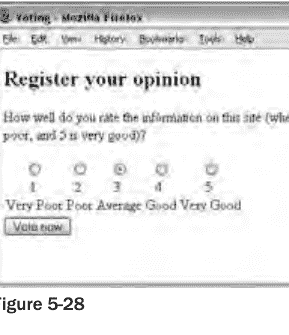 Voting - Mozilla Firefox
File Edit View History Bookmarks Tools Help
Register your opinion
How well do you rate the information on this site (whe
poor, and 5 is very good)?
1 2 3 4 5
Very Poor Poor Average Good Very Good
Vote now
igure 5-28